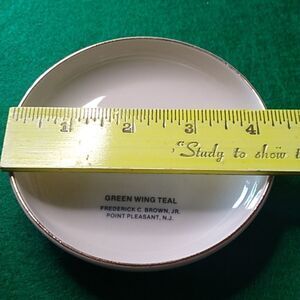 1 2 3 4
"Study to show t
GREEN WING TEAL
FREDERICK C. BROWN, JR.
POINT PLEASANT, N.J.